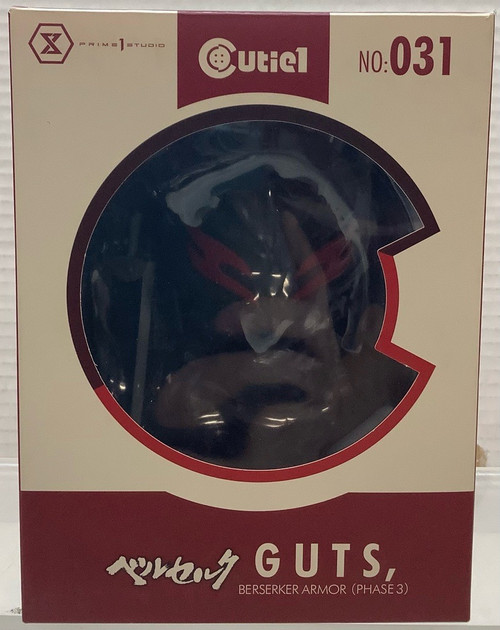 PRIME 1 STUDIO
Cutie1
NO:031
ベルセルク
GUTS,
BERSERKER ARMOR (PHASE 3)